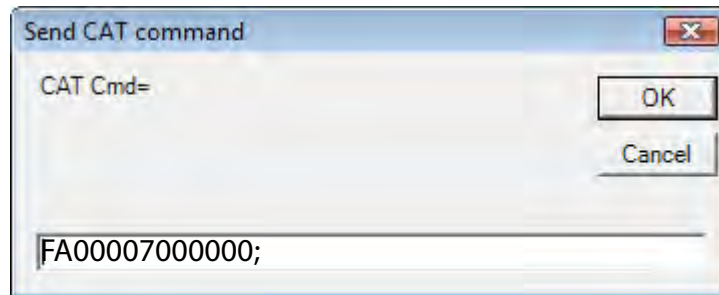 Send CAT command
CAT Cmd=
OK
Cancel
FA00007000000;